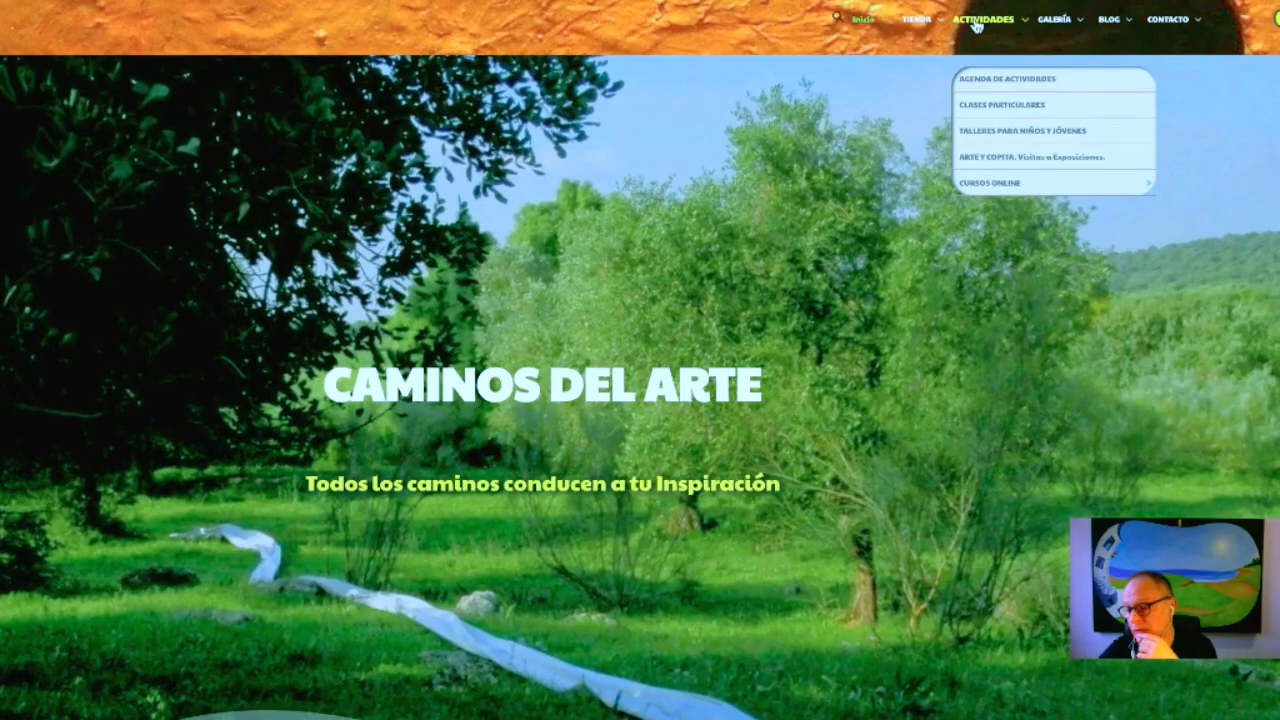 Inicio TIENDA ACTIVIDADES GALERÍA BLOG CONTACTO
AGENDA DE ACTIVIDADES
CLASES PARTICULARES
TALLERES PARA NIÑOS Y JÓVENES
ARTE Y COPITA. Visitas a Exposiciones.
CURSOS ONLINE
CAMINOS DEL ARTE
Todos los caminos conducen a tu Inspiración